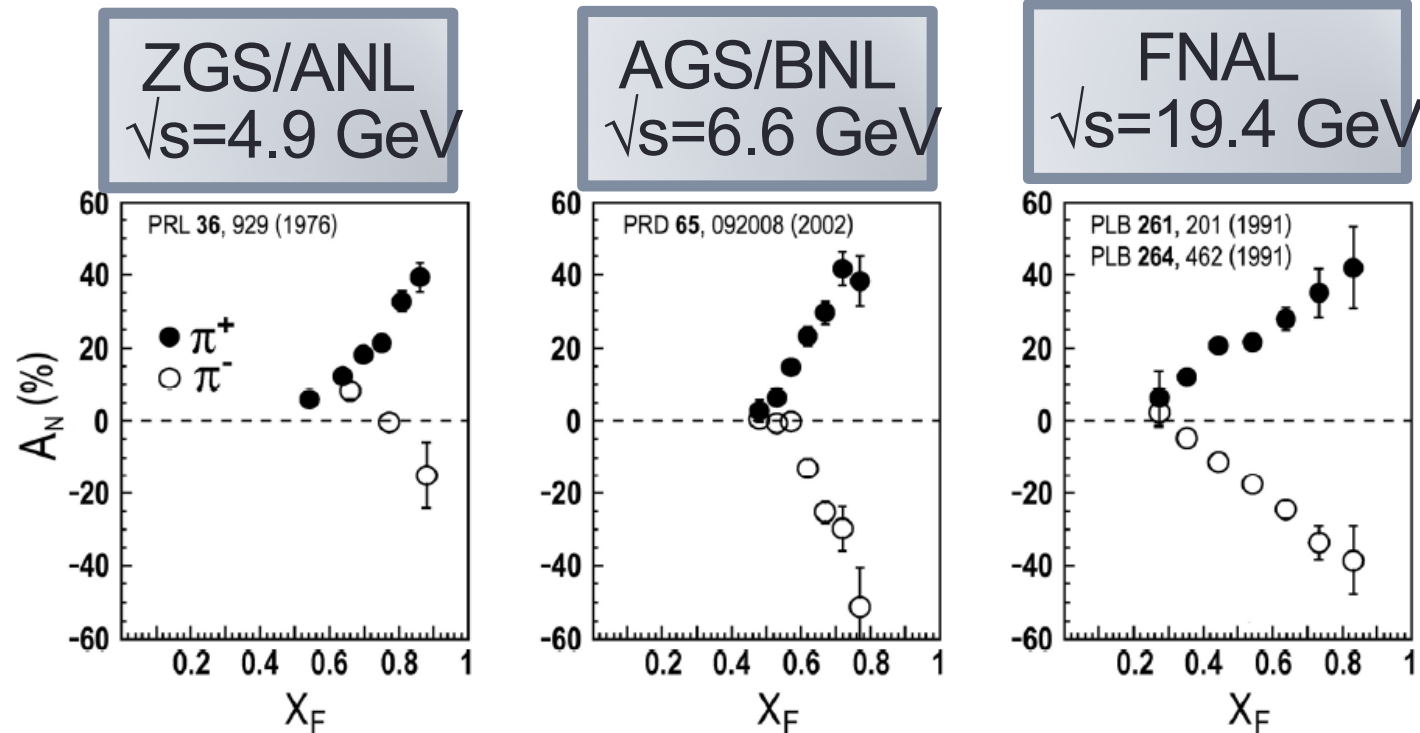 ZGS/ANL
√s=4.9 GeV
AGS/BNL
√s=6.6 GeV
FNAL
√s=19.4 GeV
A_N (%)
60
40
20
0
-20
-40
-60
PRL 36, 929 (1976)
π+
π-
0.2 0.4 0.6 0.8 1
X_F
60
40
20
0
-20
-40
-60
PRD 65, 092008 (2002)
0.2 0.4 0.6 0.8 1
X_F
60
40
20
0
-20
-40
-60
PLB 261, 201 (1991)
PLB 264, 462 (1991)
0.2 0.4 0.6 0.8 1
X_F